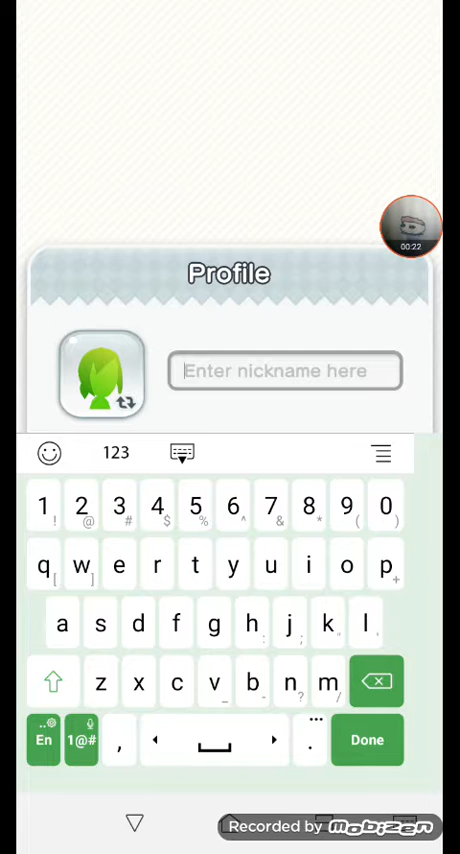 00:22
Profile
Enter nickname here
123
1! 2@ 3# 4$ 5% 6^ 7& 8* 9( 0)
q[ w] e r t y u i o p+
a s d f g h: j; k" l'
z x c v_ b- n? m/
En 1@# , . Done
Recorded by mobizen